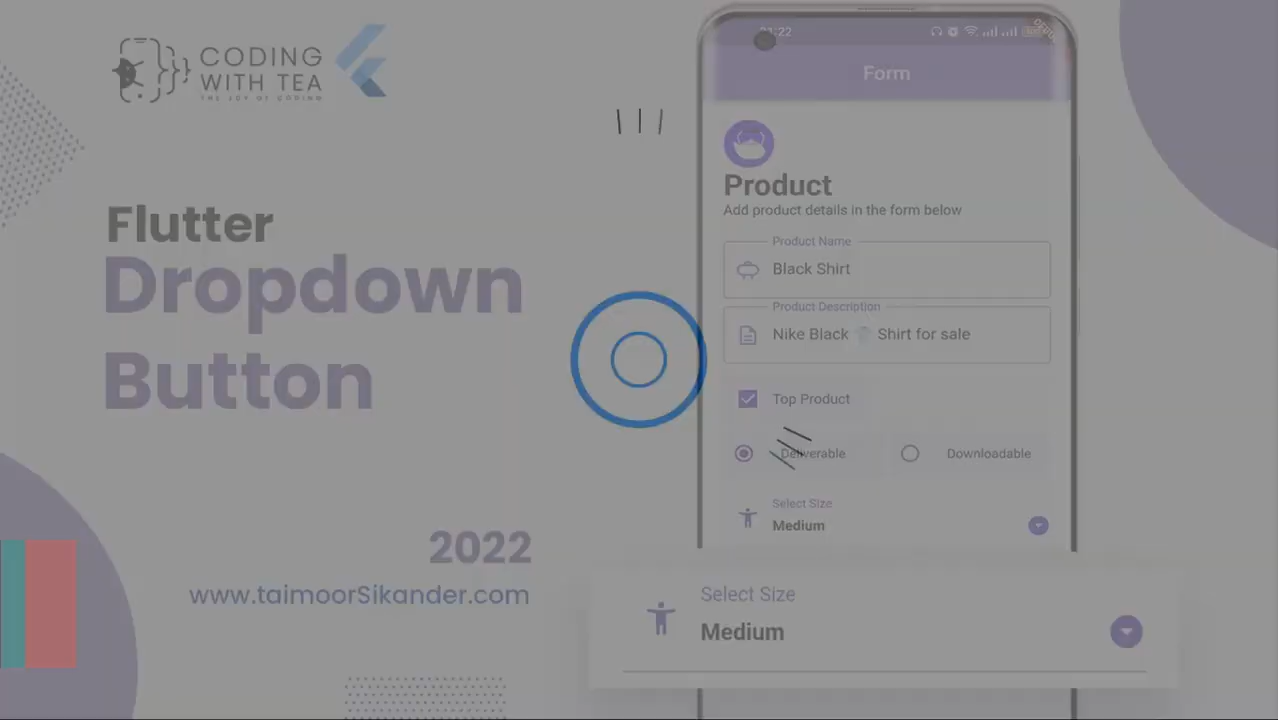 CODING
WITH TEA
THE JOY OF CODING
Flutter
Dropdown
Button
2022
www.taimoorSikander.com
Form
Product
Add product details in the form below
Product Name
Black Shirt
Product Description
Nike Black Shirt for sale
Top Product
Deliverable
Downloadable
Select Size
Medium
Select Size
Medium